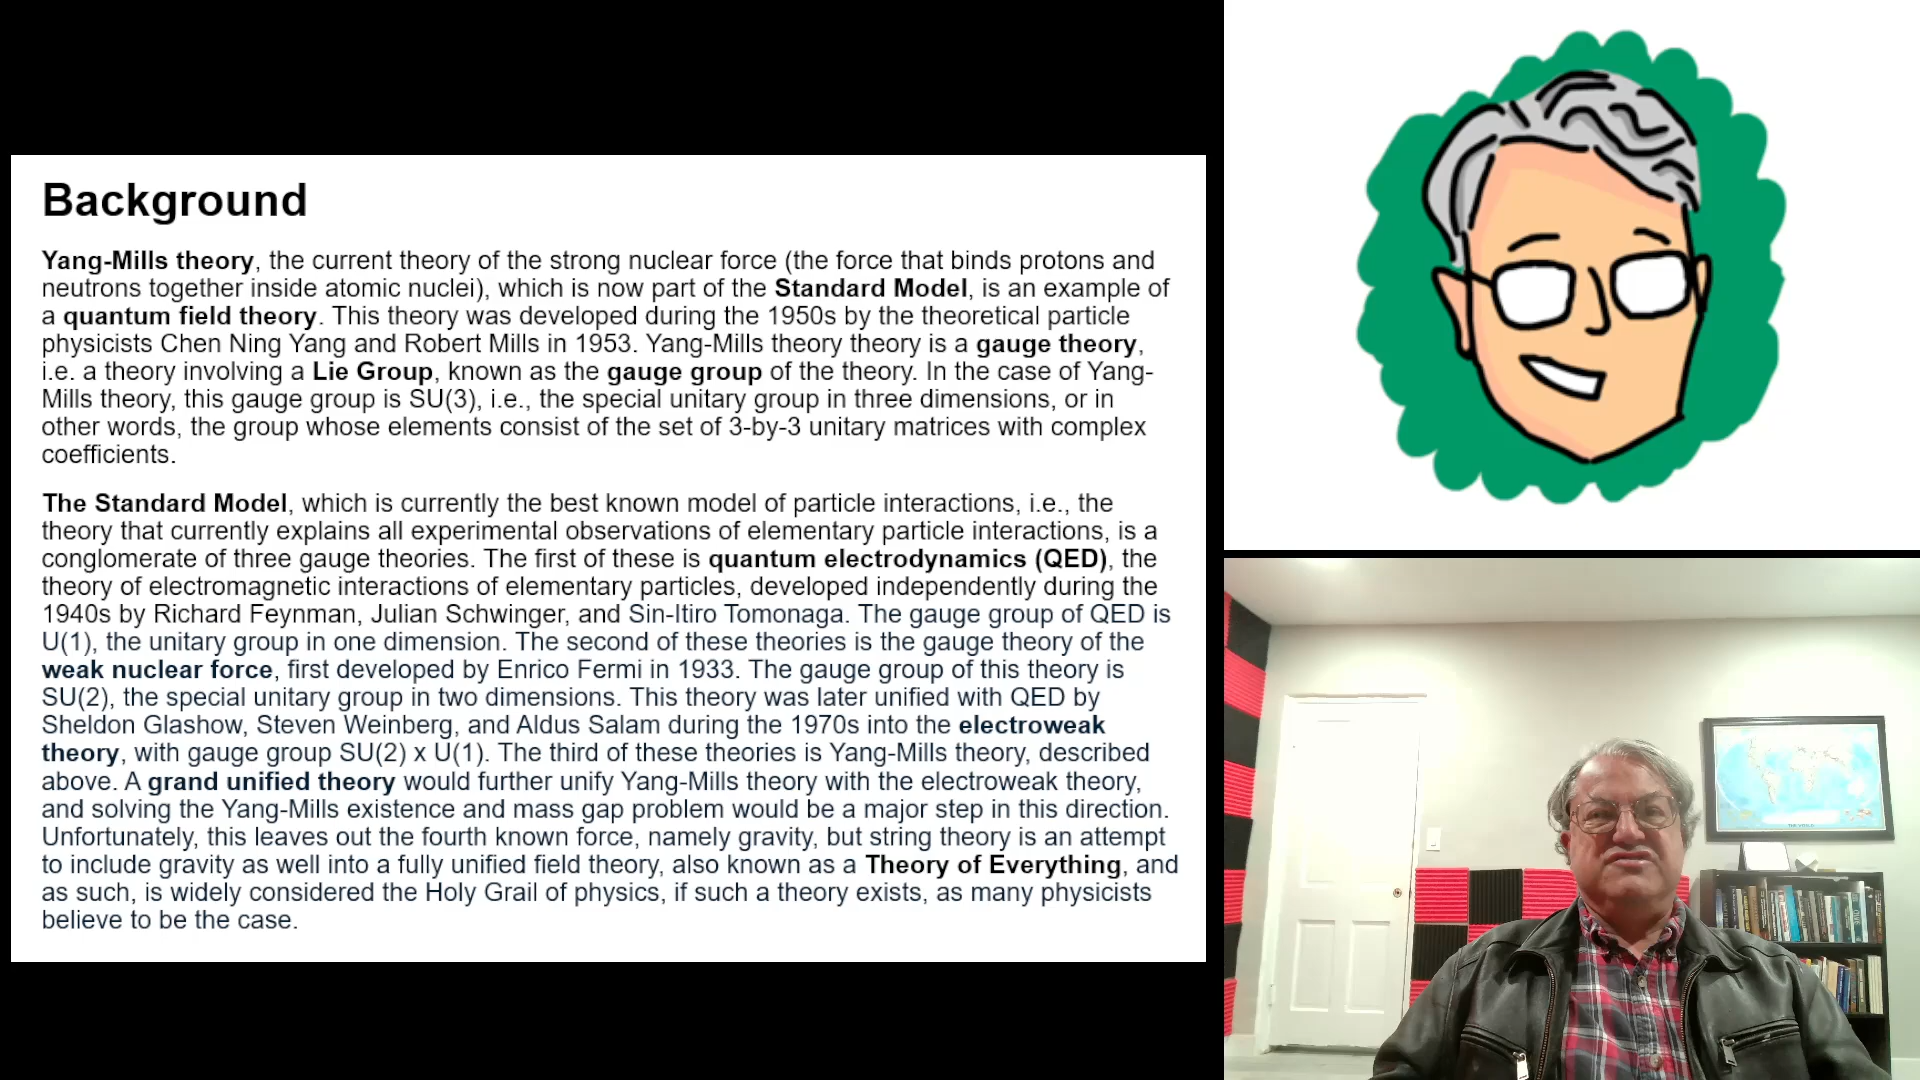 Background
Yang-Mills theory, the current theory of the strong nuclear force (the force that binds protons and
neutrons together inside atomic nuclei), which is now part of the Standard Model, is an example of
a quantum field theory. This theory was developed during the 1950s by the theoretical particle
physicists Chen Ning Yang and Robert Mills in 1953. Yang-Mills theory theory is a gauge theory,
i.e. a theory involving a Lie Group, known as the gauge group of the theory. In the case of Yang-
Mills theory, this gauge group is SU(3), i.e., the special unitary group in three dimensions, or in
other words, the group whose elements consist of the set of 3-by-3 unitary matrices with complex
coefficients.
The Standard Model, which is currently the best known model of particle interactions, i.e., the
theory that currently explains all experimental observations of elementary particle interactions, is a
conglomerate of three gauge theories. The first of these is quantum electrodynamics (QED), the
theory of electromagnetic interactions of elementary particles, developed independently during the
1940s by Richard Feynman, Julian Schwinger, and Sin-Itiro Tomonaga. The gauge group of QED is
U(1), the unitary group in one dimension. The second of these theories is the gauge theory of the
weak nuclear force, first developed by Enrico Fermi in 1933. The gauge group of this theory is
SU(2), the special unitary group in two dimensions. This theory was later unified with QED by
Sheldon Glashow, Steven Weinberg, and Aldus Salam during the 1970s into the electroweak
theory, with gauge group SU(2) x U(1). The third of these theories is Yang-Mills theory, described
above. A grand unified theory would further unify Yang-Mills theory with the electroweak theory,
and solving the Yang-Mills existence and mass gap problem would be a major step in this direction.
Unfortunately, this leaves out the fourth known force, namely gravity, but string theory is an attempt
to include gravity as well into a fully unified field theory, also known as a Theory of Everything, and
as such, is widely considered the Holy Grail of physics, if such a theory exists, as many physicists
believe to be the case.